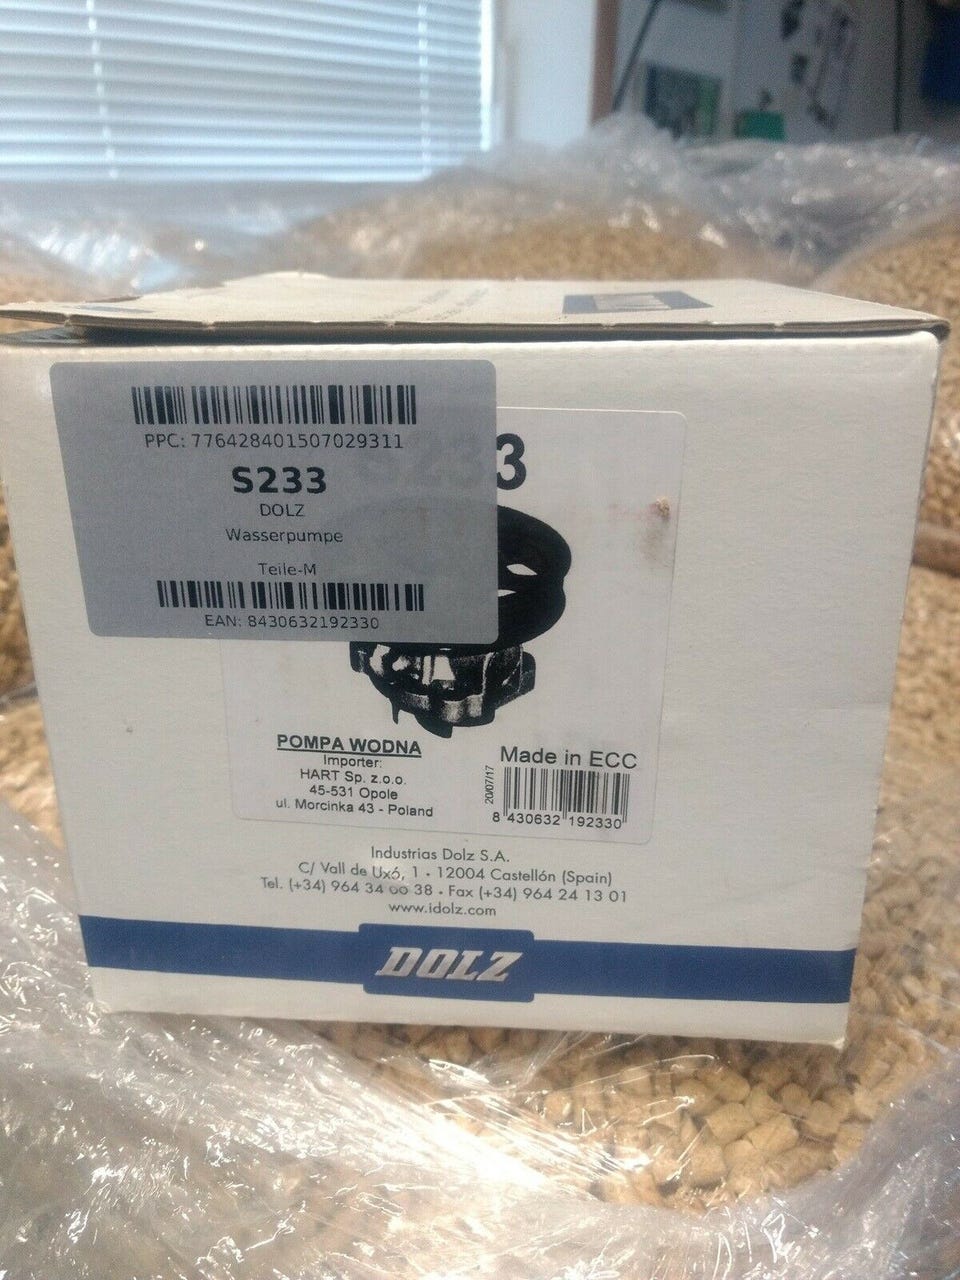 PPC: 776428401507029311
S233
DOLZ
Wasserpumpe
Teile-M
EAN: 8430632192330
S233
POMPA WODNA
Importer:
HART Sp. z.o.o.
45-531 Opole
ul. Morcinka 43 - Poland
Made in ECC
20/07/17
8 430632 192330
Industrias Dolz S.A.
C/ Vall de Uxó, 1 · 12004 Castellón (Spain)
Tel. (+34) 964 34 00 38 · Fax (+34) 964 24 13 01
www.idolz.com
DOLZ